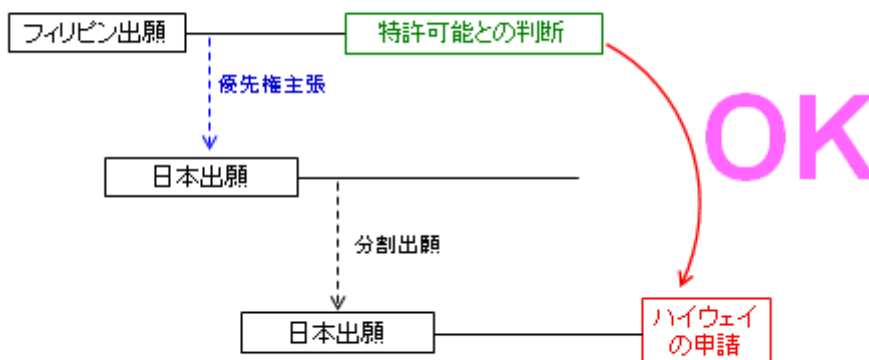 フィリピン出願
特許可能との判断
優先権主張
OK
日本出願
分割出願
日本出願
ハイウェイ
の申請